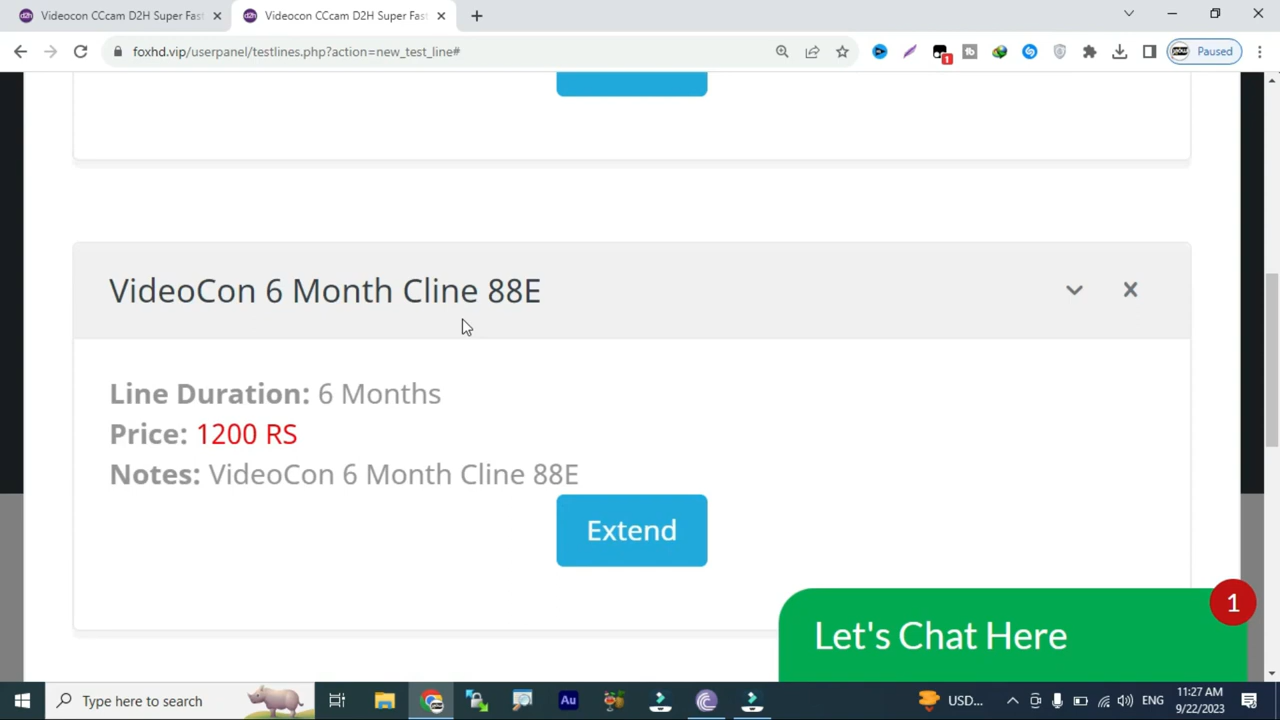 Videocon CCcam D2H Super Fast
Videocon CCcam D2H Super Fast
foxhd.vip/userpanel/testlines.php?action=new_test_line#
1
Paused
VideoCon 6 Month Cline 88E
Line Duration: 6 Months
Price: 1200 RS
Notes: VideoCon 6 Month Cline 88E
Extend
1
Let's Chat Here
Type here to search
Au
USD...
ENG
11:27 AM
9/22/2023